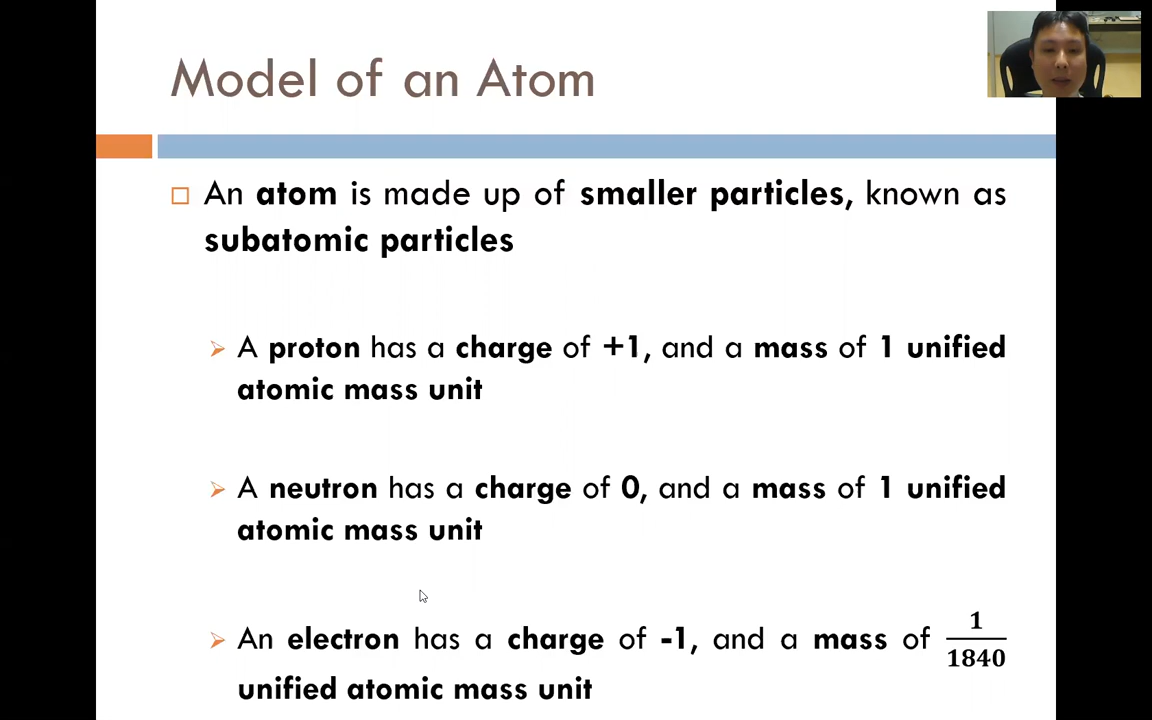 Model of an Atom
An atom is made up of smaller particles, known as
subatomic particles
A proton has a charge of +1, and a mass of 1 unified
atomic mass unit
A neutron has a charge of 0, and a mass of 1 unified
atomic mass unit
An electron has a charge of -1, and a mass of 1/1840
unified atomic mass unit